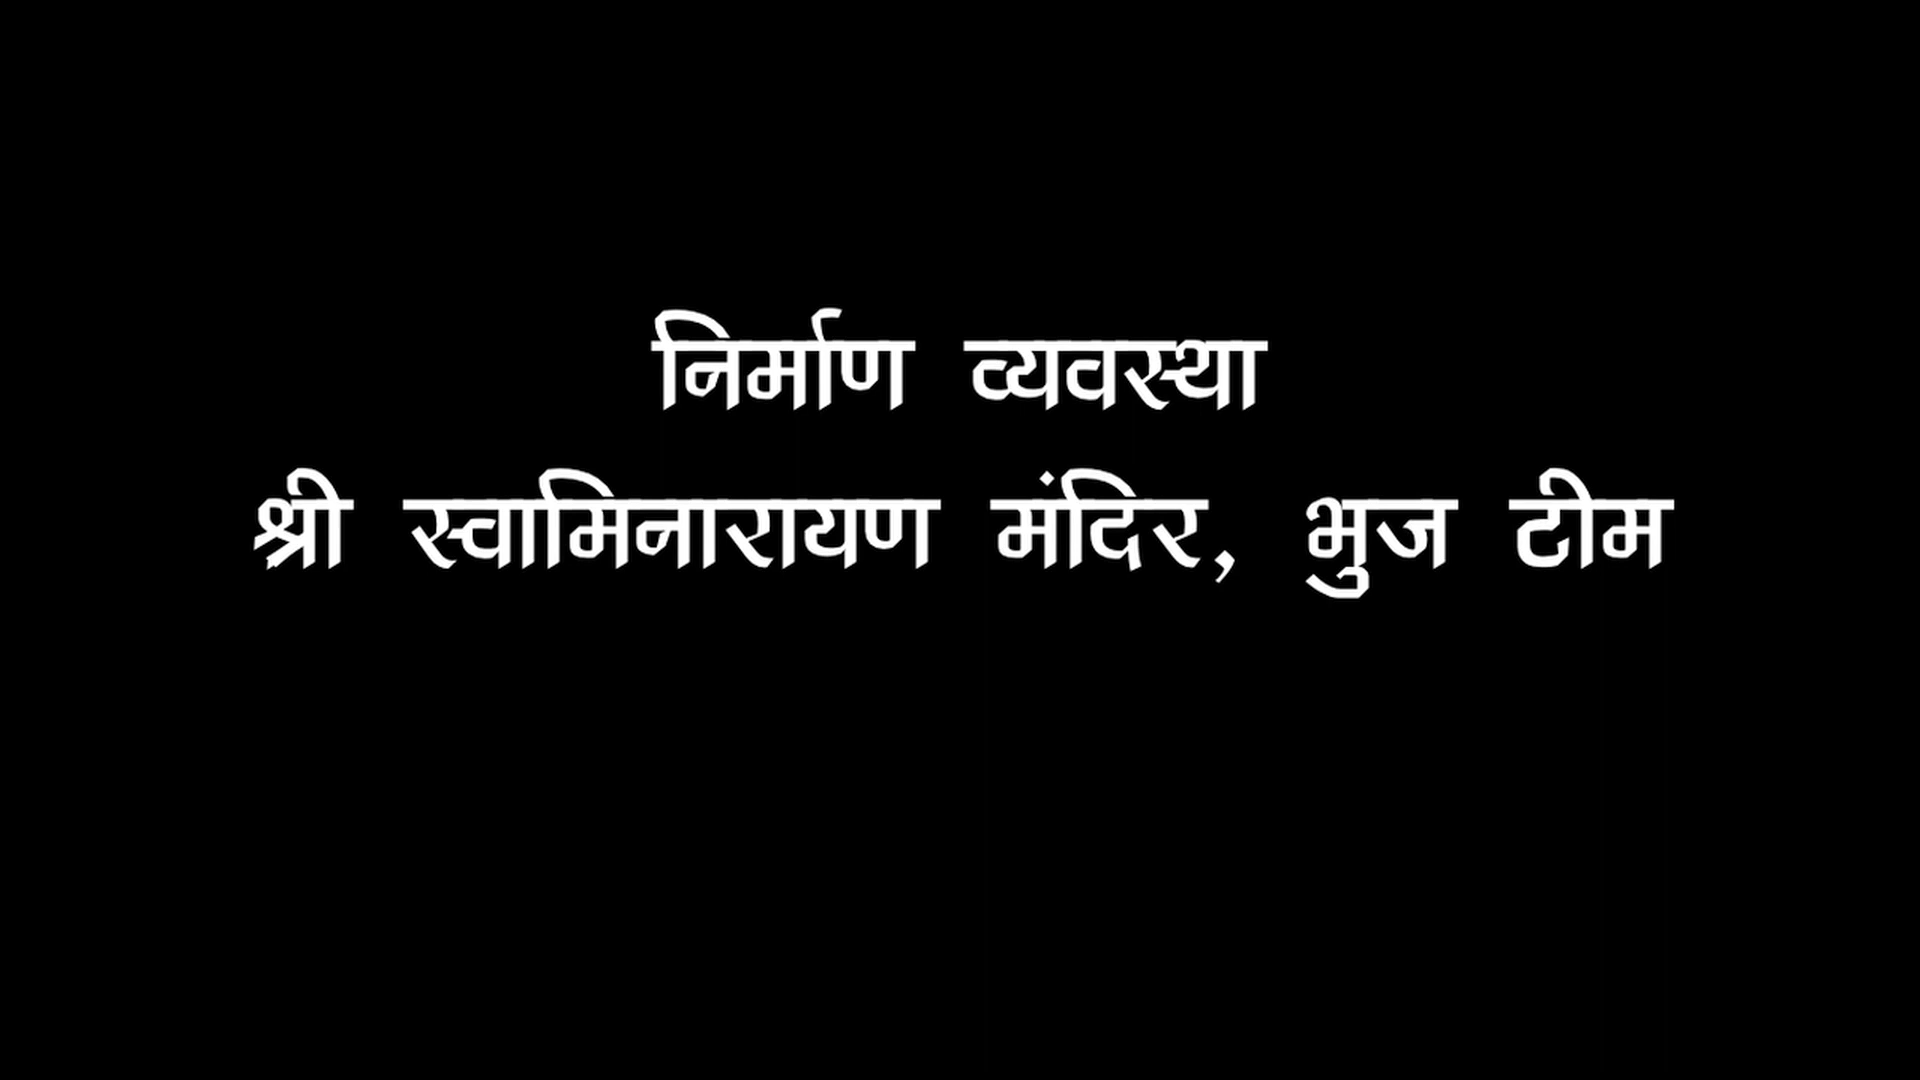 निर्माण व्यवस्था
श्री स्वामिनारायण मंदिर, भुज टीम